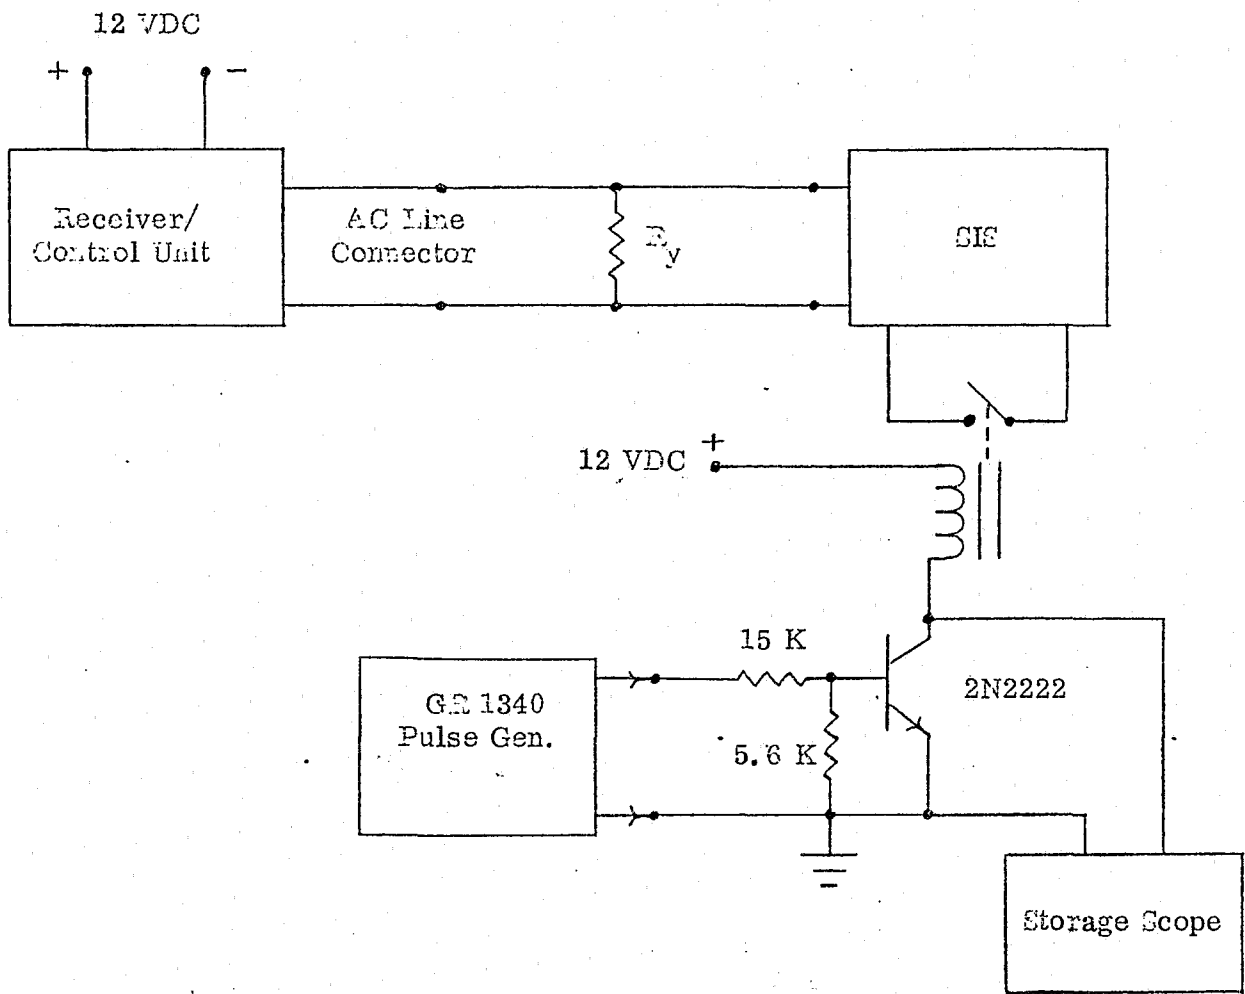 12 VDC
+ −
Receiver/
Control Unit
AC Line
Connector
y
SIS
+
12 VDC
15 K
2N2222
GR 1340
Pulse Gen.
5.6 K
Storage Scope